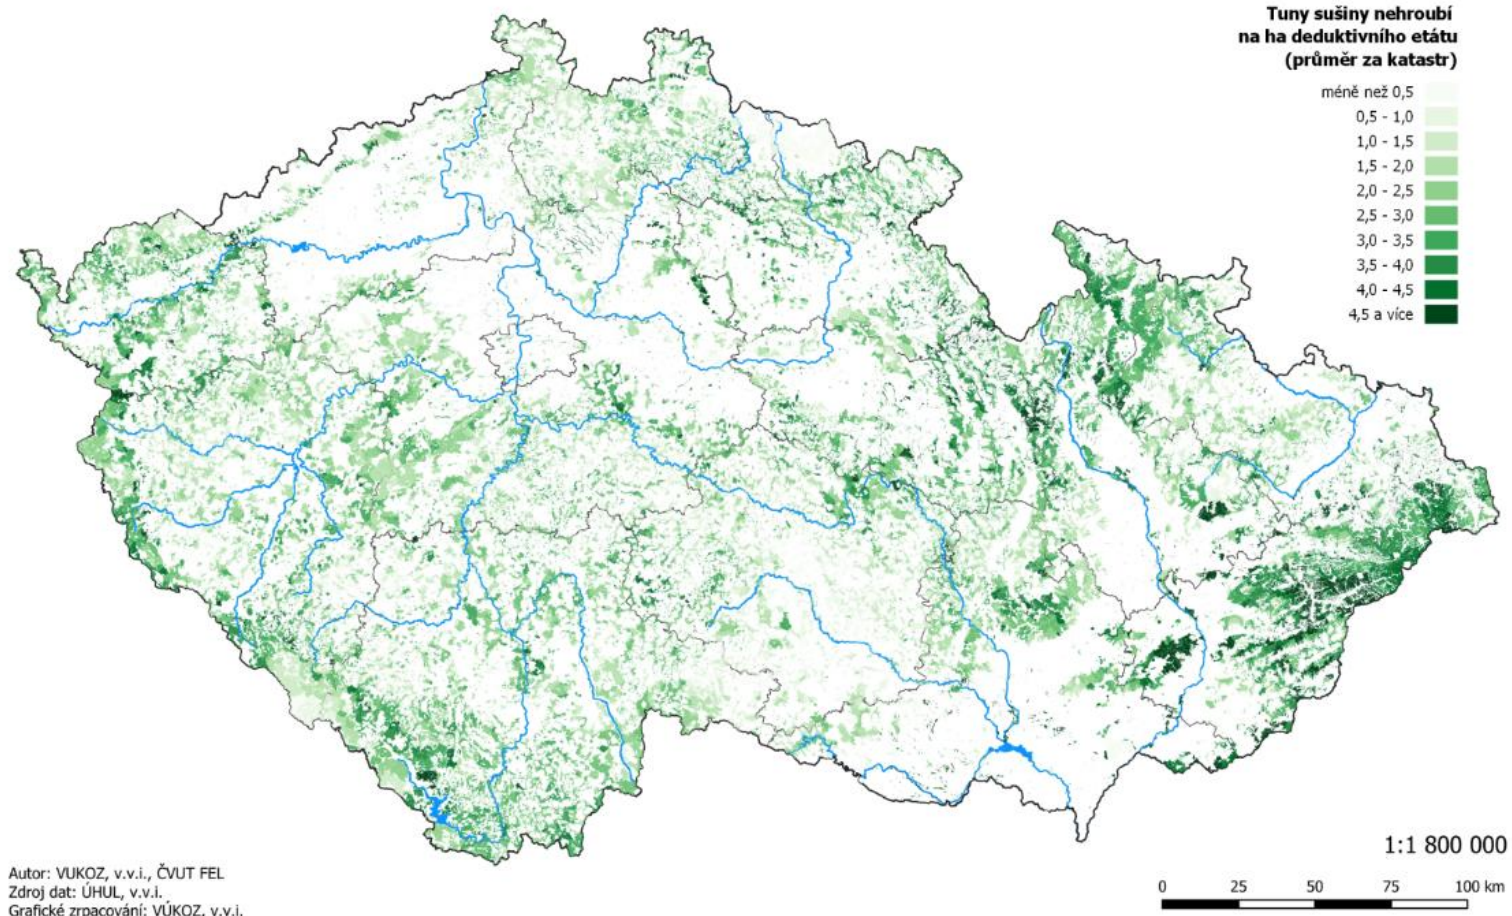 Tuny sušiny nehroubí
na ha deduktivního etátu
(průměr za katastr)
méně než 0,5
0,5 - 1,0
1,0 - 1,5
1,5 - 2,0
2,0 - 2,5
2,5 - 3,0
3,0 - 3,5
3,5 - 4,0
4,0 - 4,5
4,5 a více
1:1 800 000
0 25 50 75 100 km
Autor: VUKOZ, v.v.i., ČVUT FEL
Zdroj dat: ÚHUL, v.v.i.
Grafické zrpacování: VÚKOZ, v.v.i.